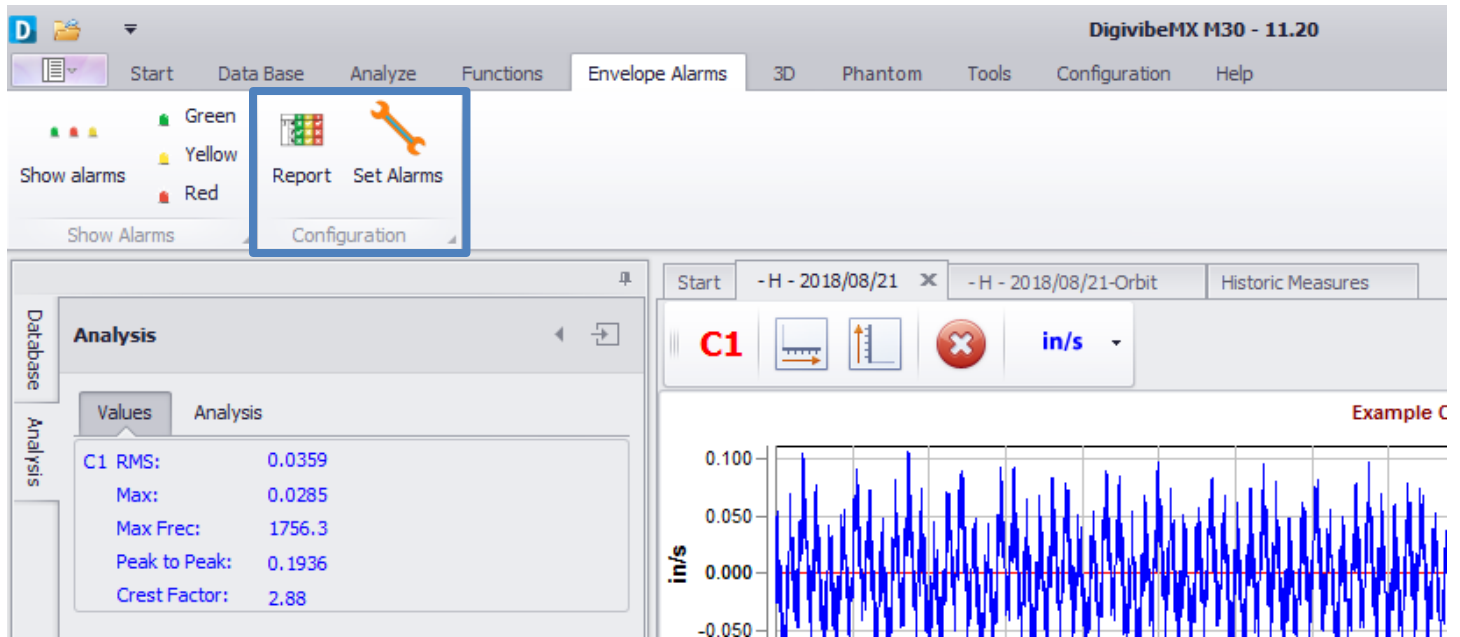 DigivibeMX M30 - 11.20
Start Data Base Analyze Functions Envelope Alarms 3D Phantom Tools Configuration Help
Show alarms
Green
Yellow
Red
Show Alarms
Report Set Alarms
Configuration
Database
Analysis
Analysis
Values Analysis
C1 RMS: 0.0359
Max: 0.0285
Max Frec: 1756.3
Peak to Peak: 0.1936
Crest Factor: 2.88
Start - H - 2018/08/21 - H - 2018/08/21-Orbit Historic Measures
C1 in/s
Example
0.100
0.050
0.000
-0.050
in/s